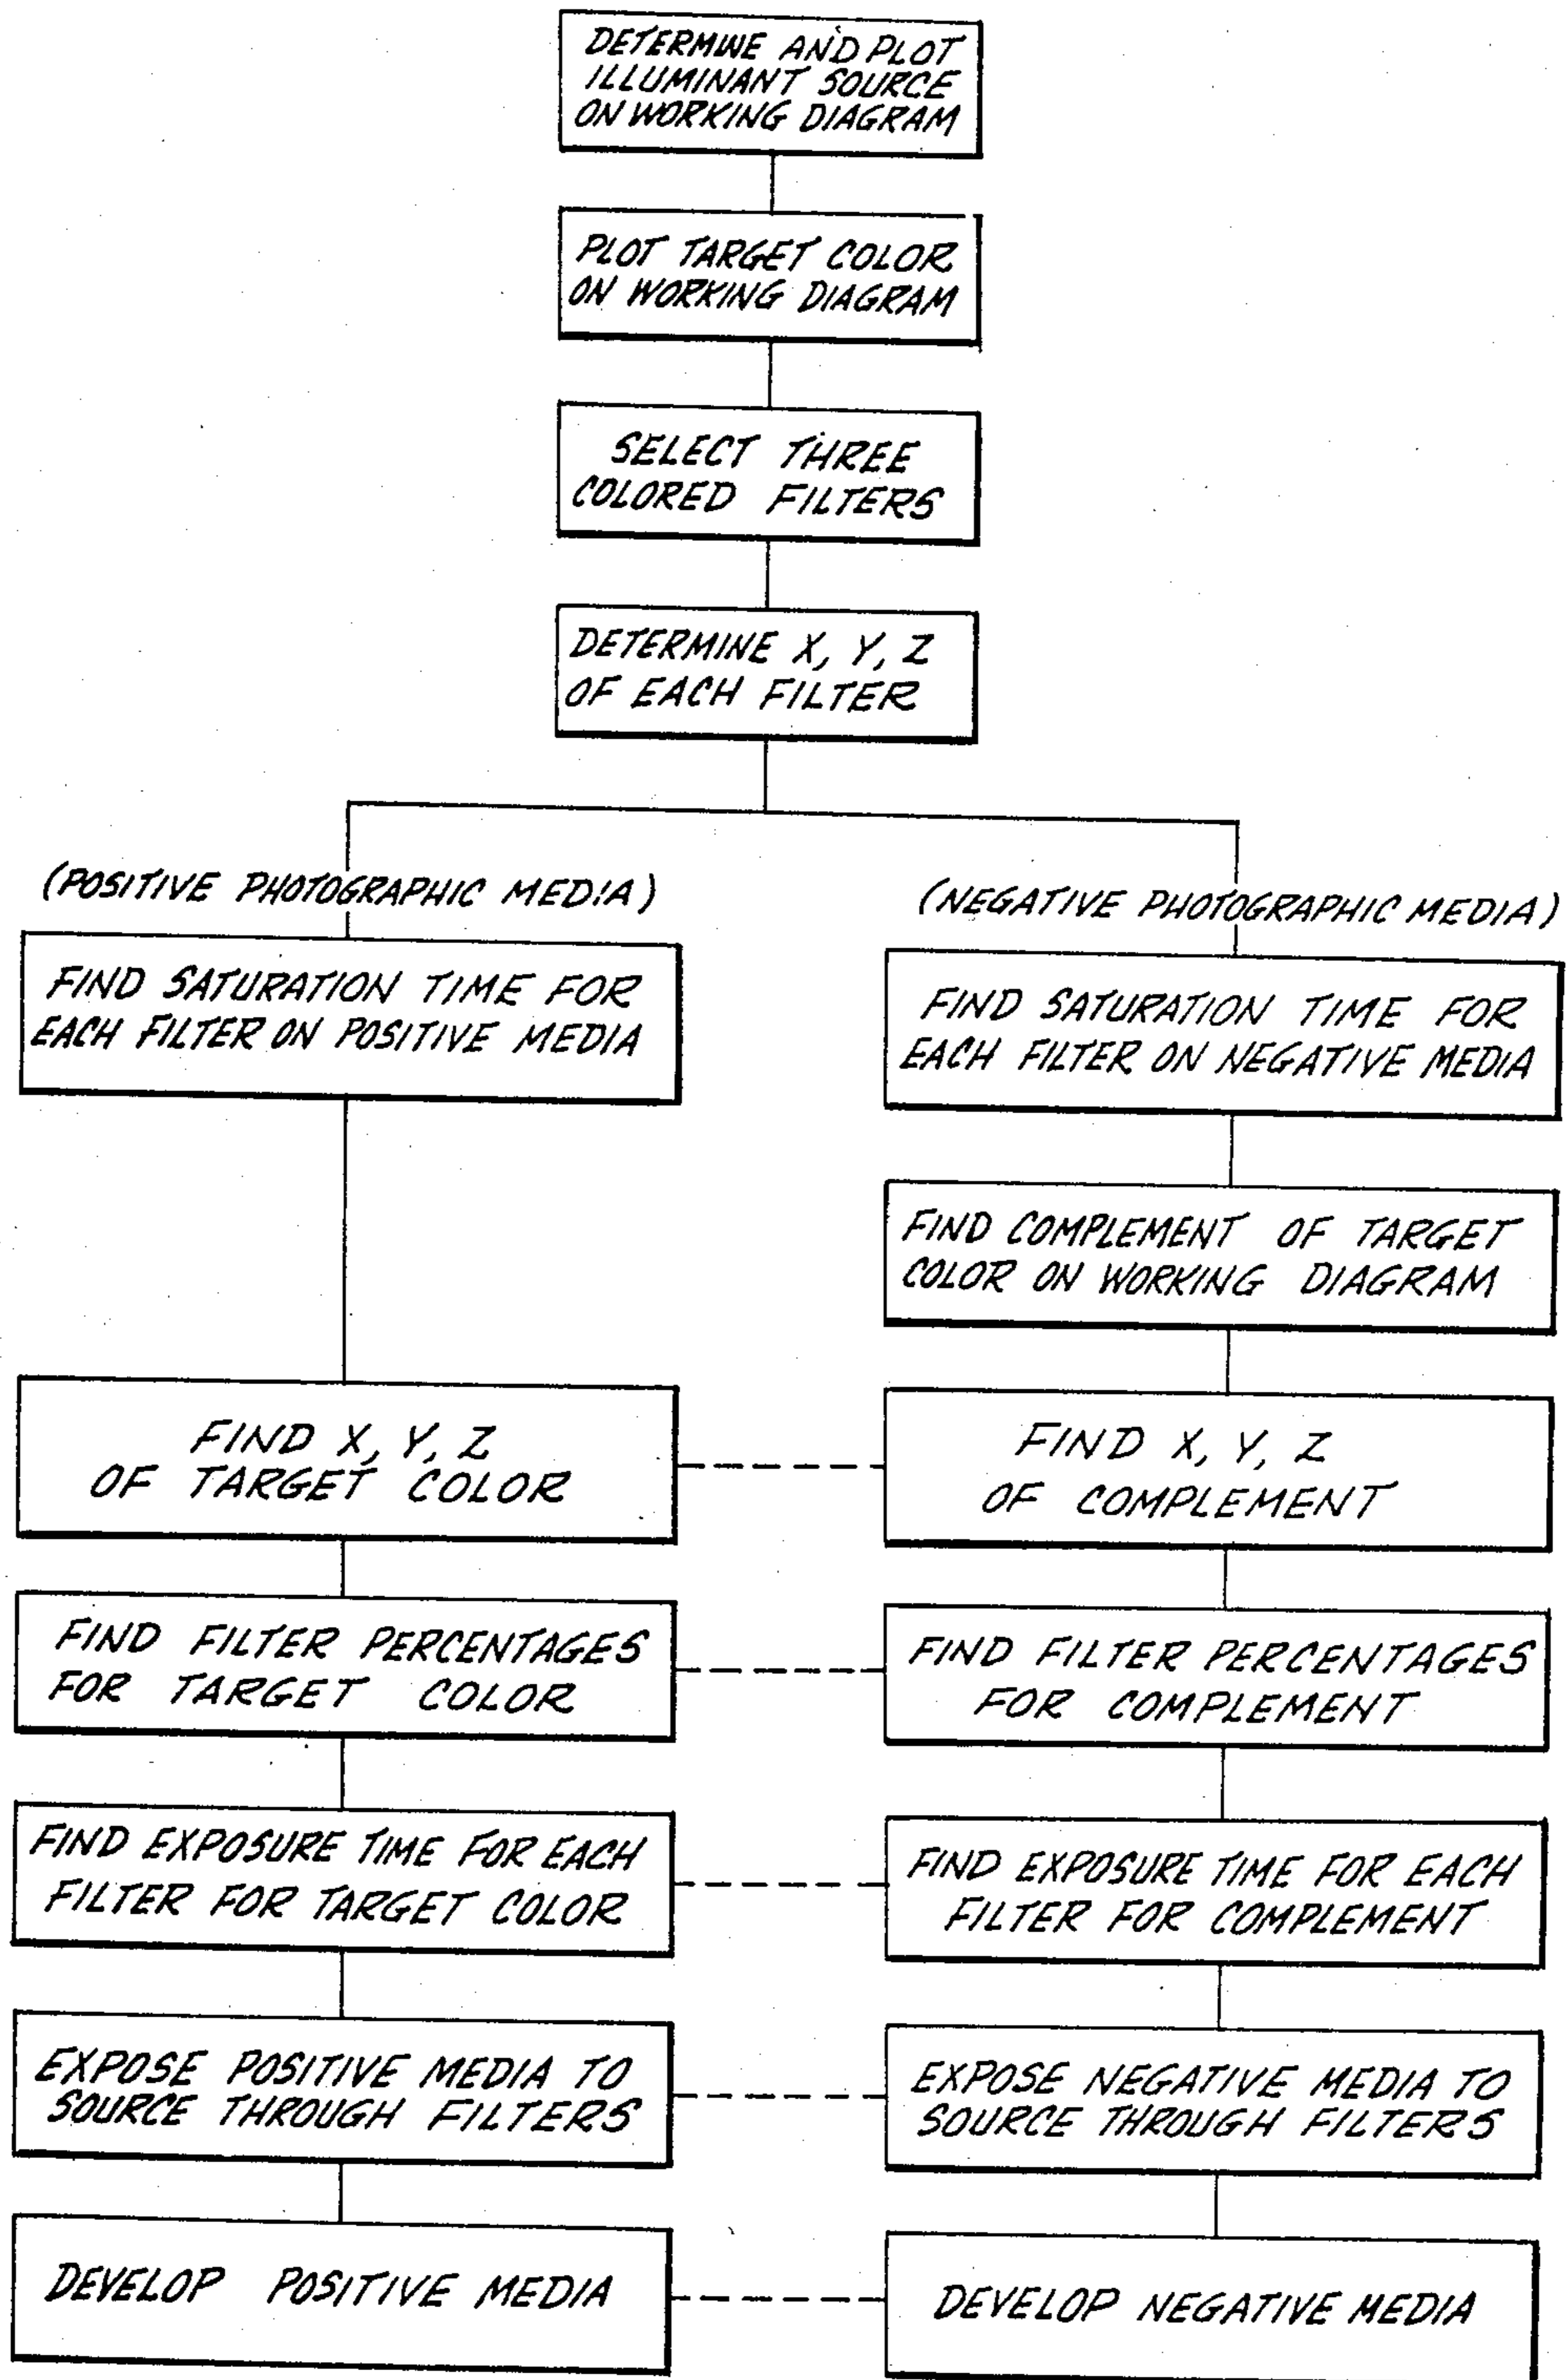 DETERMINE AND PLOT
ILLUMINANT SOURCE
ON WORKING DIAGRAM
PLOT TARGET COLOR
ON WORKING DIAGRAM
SELECT THREE
COLORED FILTERS
DETERMINE X, Y, Z
OF EACH FILTER
(POSITIVE PHOTOGRAPHIC MEDIA)
FIND SATURATION TIME FOR
EACH FILTER ON POSITIVE MEDIA
FIND X, Y, Z
OF TARGET COLOR
FIND FILTER PERCENTAGES
FOR TARGET COLOR
FIND EXPOSURE TIME FOR EACH
FILTER FOR TARGET COLOR
EXPOSE POSITIVE MEDIA TO
SOURCE THROUGH FILTERS
DEVELOP POSITIVE MEDIA
(NEGATIVE PHOTOGRAPHIC MEDIA)
FIND SATURATION TIME FOR
EACH FILTER ON NEGATIVE MEDIA
FIND COMPLEMENT OF TARGET
COLOR ON WORKING DIAGRAM
FIND X, Y, Z
OF COMPLEMENT
FIND FILTER PERCENTAGES
FOR COMPLEMENT
FIND EXPOSURE TIME FOR EACH
FILTER FOR COMPLEMENT
EXPOSE NEGATIVE MEDIA TO
SOURCE THROUGH FILTERS
DEVELOP NEGATIVE MEDIA